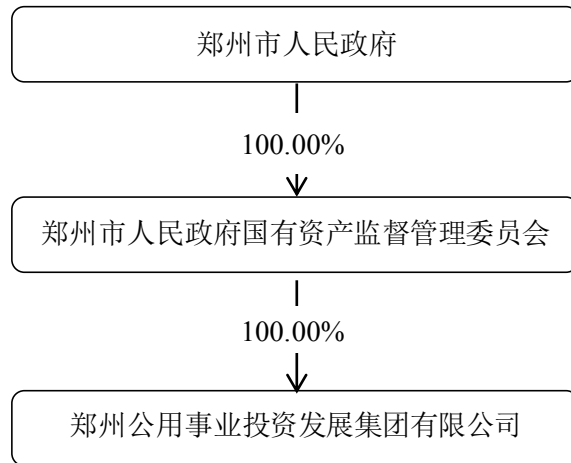 郑州市人民政府
100.00%
郑州市人民政府国有资产监督管理委员会
100.00%
郑州公用事业投资发展集团有限公司